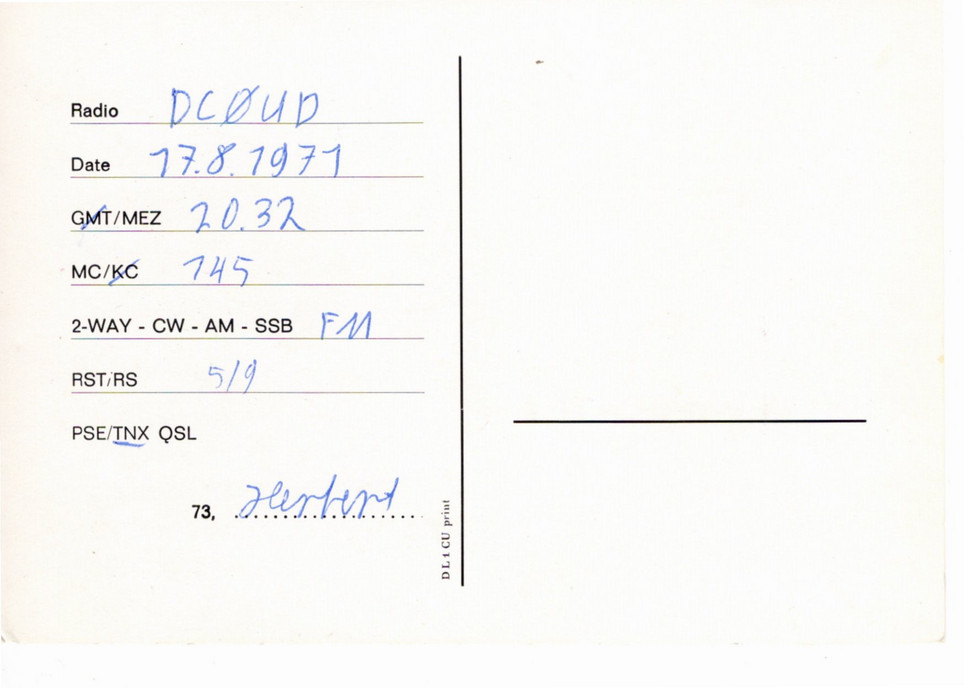 Radio DCØUD
Date 17.8.1971
GMT/MEZ 20.32
MC/KC 145
2-WAY - CW - AM - SSB FM
RST/RS 5/9
PSE/TNX QSL
73, Herbert
DL1CU print